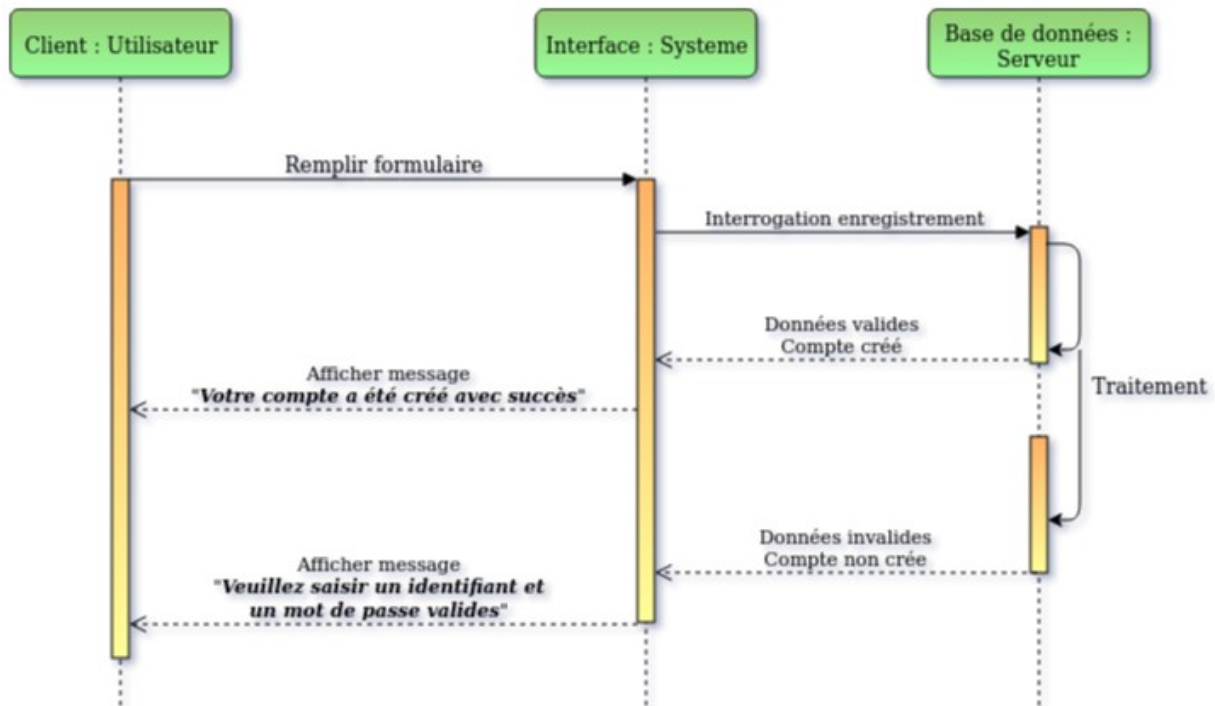 Client : Utilisateur
Interface : Systeme
Base de données :
Serveur
Remplir formulaire
Interrogation enregistrement
Données valides
Compte créé
Afficher message
"Votre compte a été créé avec succès"
Traitement
Données invalides
Compte non crée
Afficher message
"Veuillez saisir un identifiant et
un mot de passe valides"